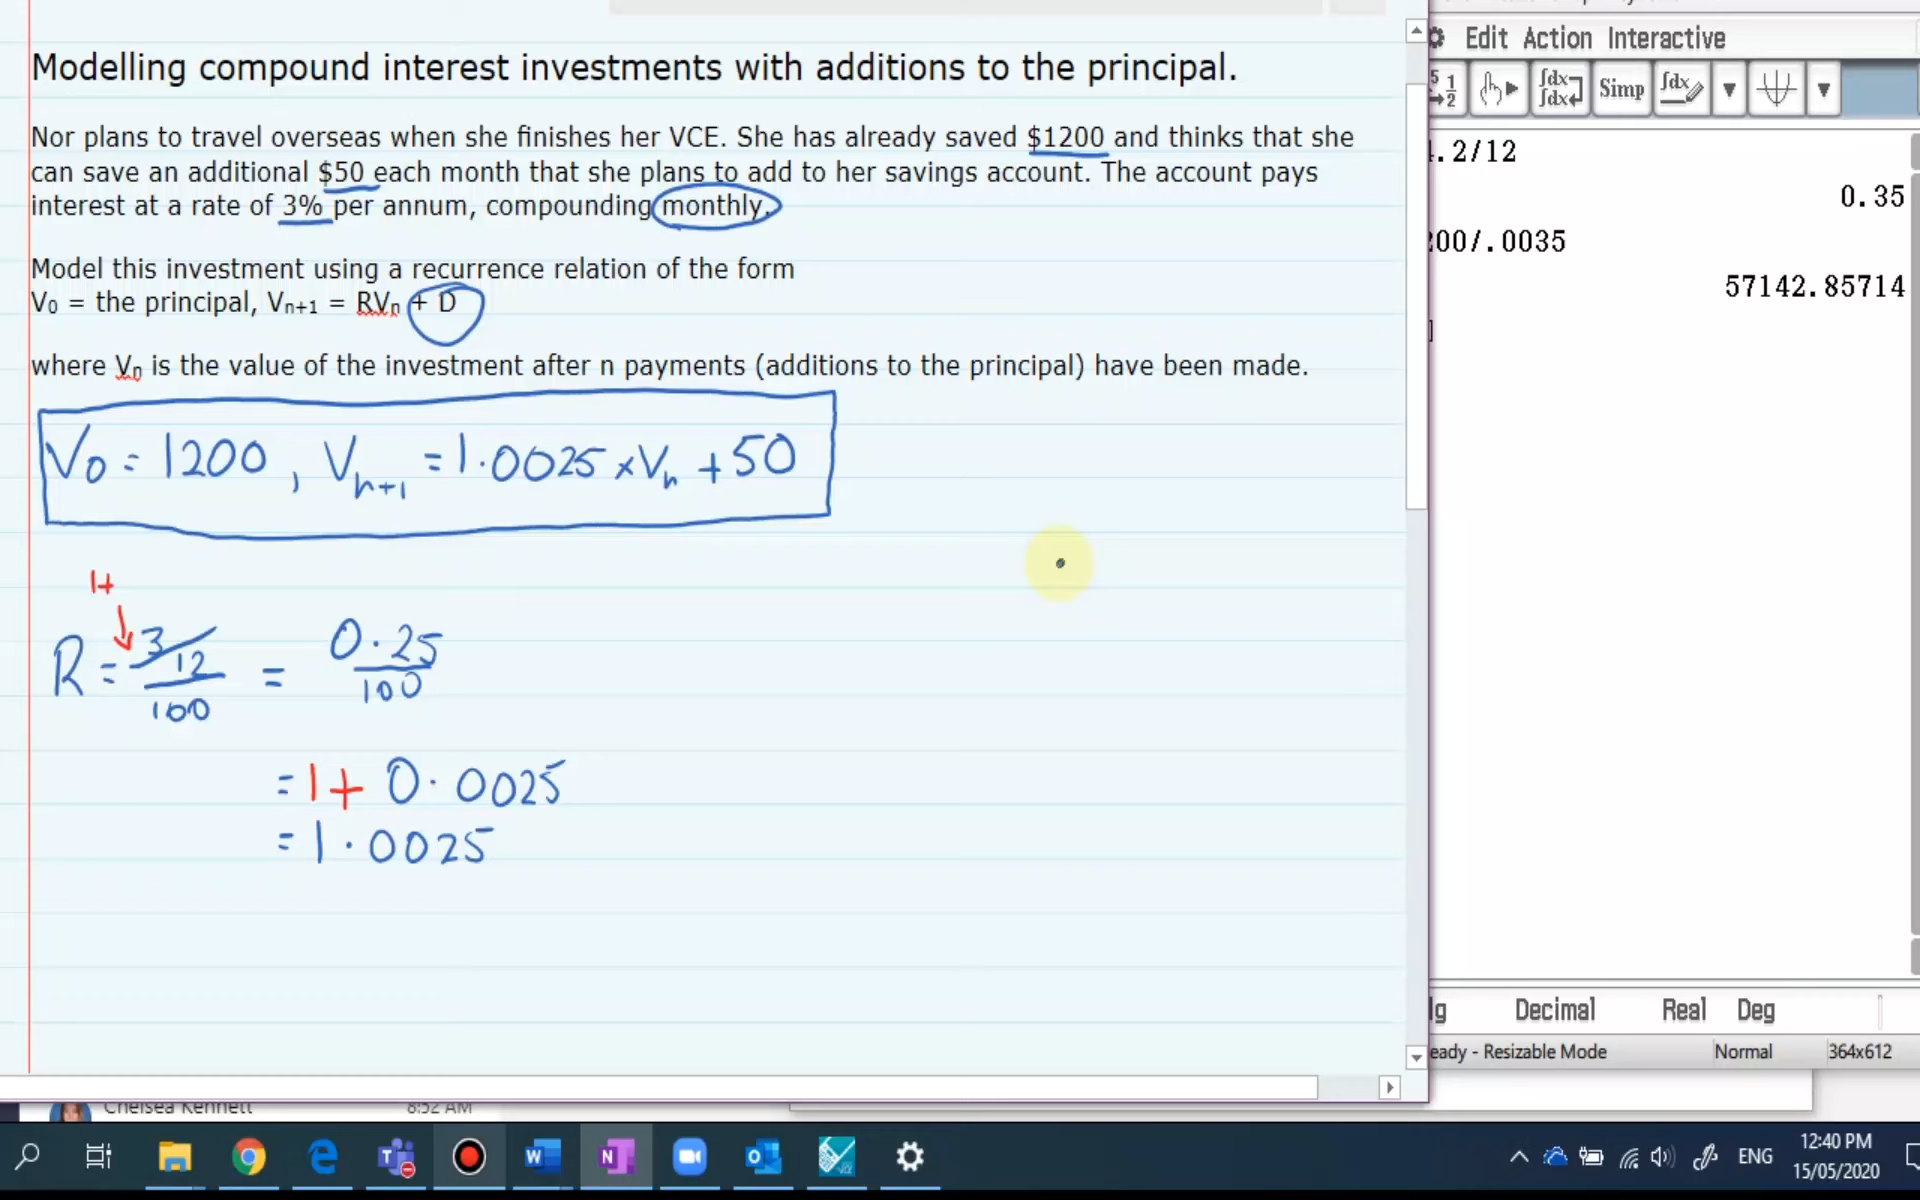 Modelling compound interest investments with additions to the principal.
Nor plans to travel overseas when she finishes her VCE. She has already saved $1200 and thinks that she
can save an additional $50 each month that she plans to add to her savings account. The account pays
interest at a rate of 3% per annum, compounding monthly.
Model this investment using a recurrence relation of the form
V0 = the principal, Vn+1 = RVn + D
where Vn is the value of the investment after n payments (additions to the principal) have been made.
V0 = 1200, Vn+1 = 1.0025 x Vn + 50
1+
R = 3/12/100 = 0.25/100
= 1 + 0.0025
= 1.0025
Edit Action Interactive
Simp
.2/12
0.35
00/.0035
57142.85714
Decimal Real Deg
eady - Resizable Mode Normal 364x612
Chelsea Kennett 8:52 AM
ENG
12:40 PM
15/05/2020